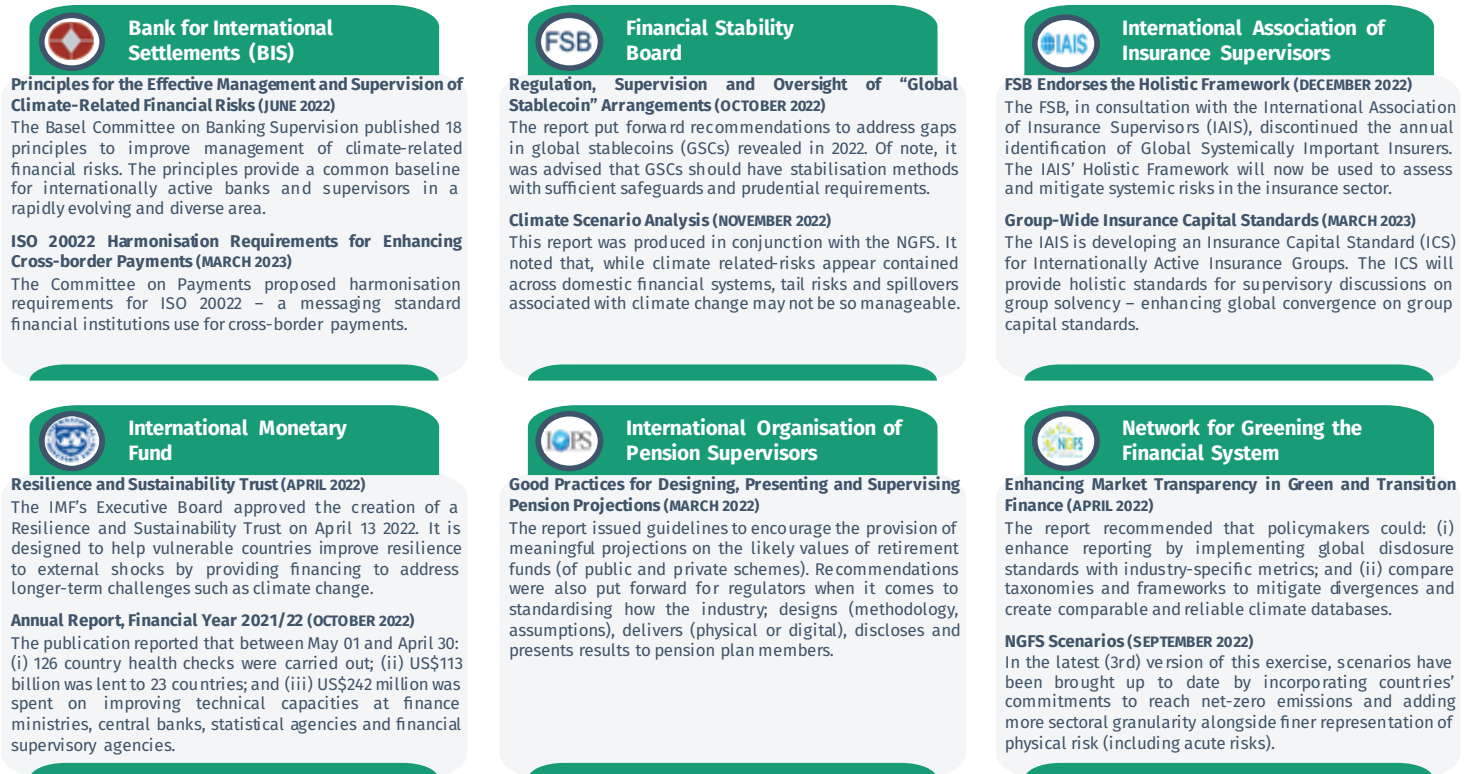 Bank for International
Settlements (BIS)
Principles for the Effective Management and Supervision of
Climate-Related Financial Risks (JUNE 2022)
The Basel Committee on Banking Supervision published 18
principles to improve management of climate-related
financial risks. The principles provide a common baseline
for internationally active banks and supervisors in a
rapidly evolving and diverse area.
ISO 20022 Harmonisation Requirements for Enhancing
Cross-border Payments (MARCH 2023)
The Committee on Payments proposed harmonisation
requirements for ISO 20022 – a messaging standard
financial institutions use for cross-border payments.
FSB
Financial Stability
Board
Regulation, Supervision and Oversight of “Global
Stablecoin” Arrangements (OCTOBER 2022)
The report put forward recommendations to address gaps
in global stablecoins (GSCs) revealed in 2022. Of note, it
was advised that GSCs should have stabilisation methods
with sufficient safeguards and prudential requirements.
Climate Scenario Analysis (NOVEMBER 2022)
This report was produced in conjunction with the NGFS. It
noted that, while climate related-risks appear contained
across domestic financial systems, tail risks and spillovers
associated with climate change may not be so manageable.
IAIS
International Association of
Insurance Supervisors
FSB Endorses the Holistic Framework (DECEMBER 2022)
The FSB, in consultation with the International Association
of Insurance Supervisors (IAIS), discontinued the annual
identification of Global Systemically Important Insurers.
The IAIS’ Holistic Framework will now be used to assess
and mitigate systemic risks in the insurance sector.
Group-Wide Insurance Capital Standards (MARCH 2023)
The IAIS is developing an Insurance Capital Standard (ICS)
for Internationally Active Insurance Groups. The ICS will
provide holistic standards for supervisory discussions on
group solvency – enhancing global convergence on group
capital standards.
International Monetary
Fund
Resilience and Sustainability Trust (APRIL 2022)
The IMF’s Executive Board approved the creation of a
Resilience and Sustainability Trust on April 13 2022. It is
designed to help vulnerable countries improve resilience
to external shocks by providing financing to address
longer-term challenges such as climate change.
Annual Report, Financial Year 2021/22 (OCTOBER 2022)
The publication reported that between May 01 and April 30:
(i) 126 country health checks were carried out; (ii) US$113
billion was lent to 23 countries; and (iii) US$242 million was
spent on improving technical capacities at finance
ministries, central banks, statistical agencies and financial
supervisory agencies.
IOPS
International Organisation of
Pension Supervisors
Good Practices for Designing, Presenting and Supervising
Pension Projections (MARCH 2022)
The report issued guidelines to encourage the provision of
meaningful projections on the likely values of retirement
funds (of public and private schemes). Recommendations
were also put forward for regulators when it comes to
standardising how the industry; designs (methodology,
assumptions), delivers (physical or digital), discloses and
presents results to pension plan members.
NGFS
Network for Greening the
Financial System
Enhancing Market Transparency in Green and Transition
Finance (APRIL 2022)
The report recommended that policymakers could: (i)
enhance reporting by implementing global disclosure
standards with industry-specific metrics; and (ii) compare
taxonomies and frameworks to mitigate divergences and
create comparable and reliable climate databases.
NGFS Scenarios (SEPTEMBER 2022)
In the latest (3rd) version of this exercise, scenarios have
been brought up to date by incorporating countries’
commitments to reach net-zero emissions and adding
more sectoral granularity alongside finer representation of
physical risk (including acute risks).